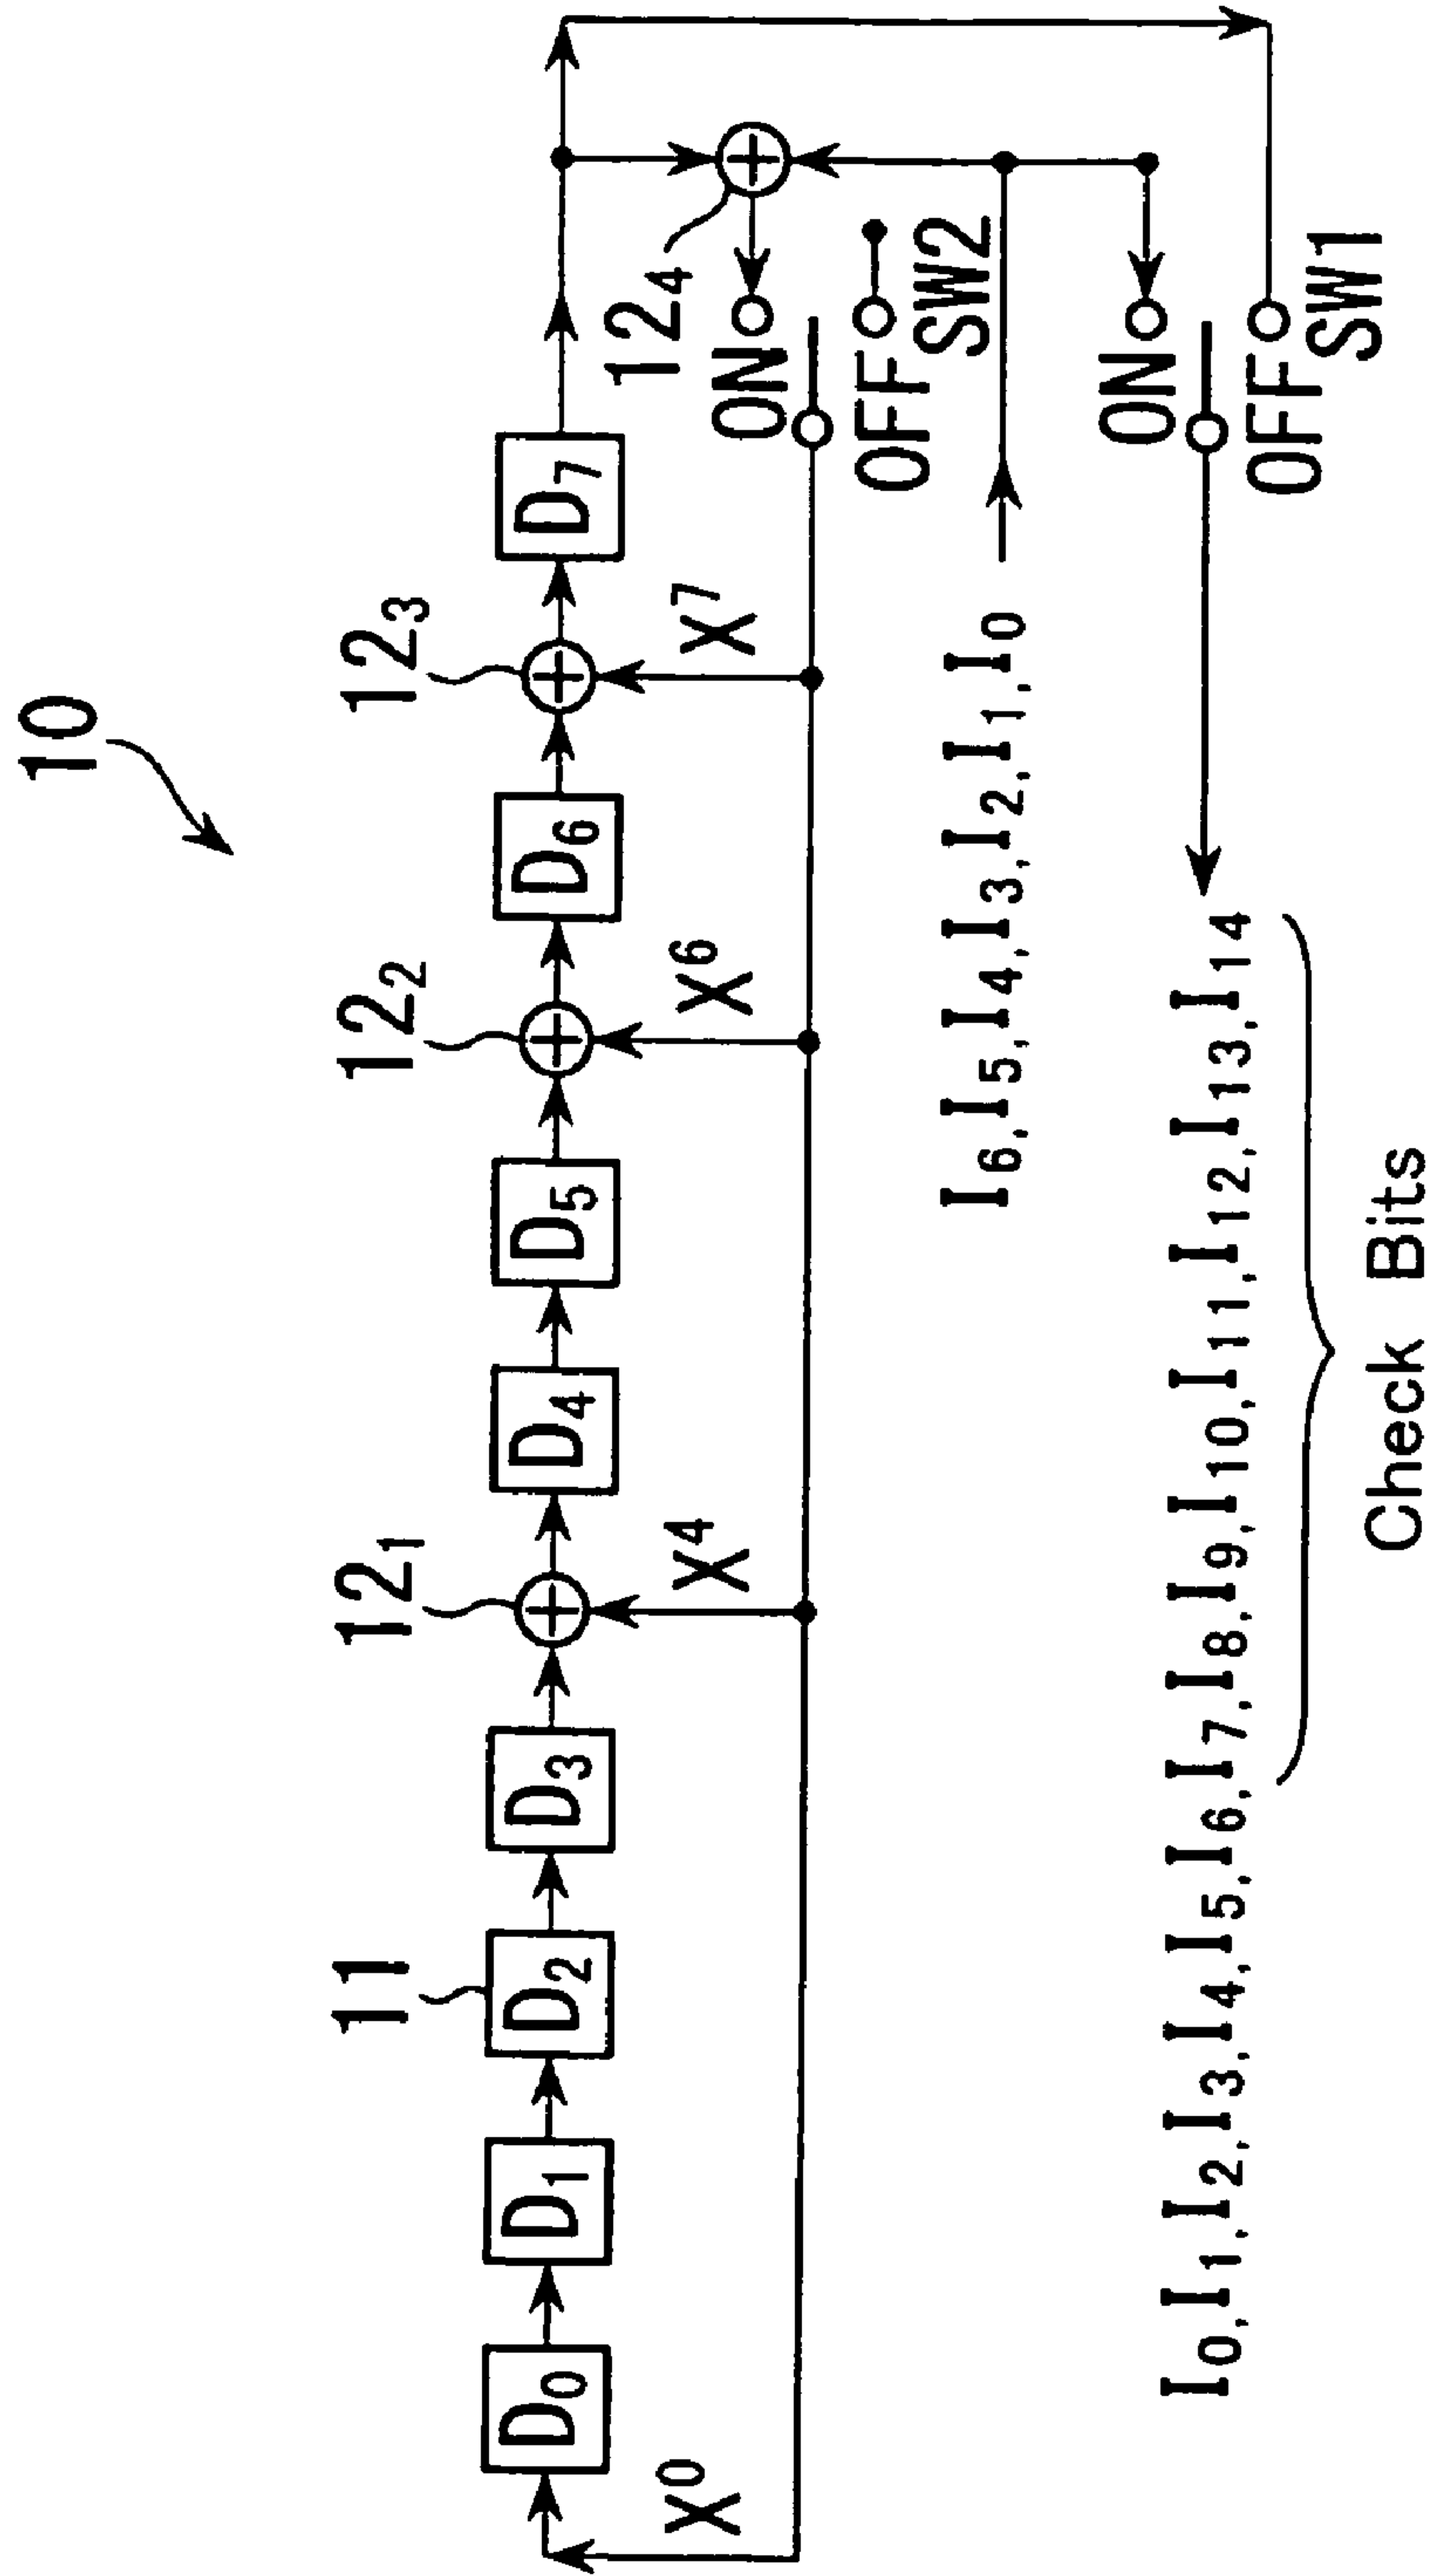 10
11
12₁
12₂
12₃
D₀
D₁
D₂
D₃
D₄
D₅
D₆
D₇
X⁰
X⁴
X⁶
X⁷
12₄
ON
OFF
SW2
I₆, I₅, I₄, I₃, I₂, I₁, I₀
ON
OFF
SW1
I₀, I₁, I₂, I₃, I₄, I₅, I₆, I₇, I₈, I₉, I₁₀, I₁₁, I₁₂, I₁₃, I₁₄
Check Bits